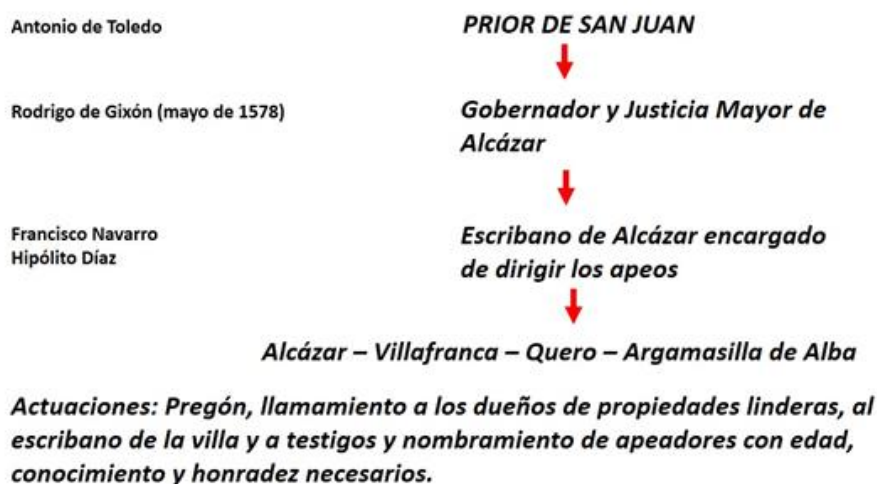 Antonio de Toledo
PRIOR DE SAN JUAN
Rodrigo de Gixón (mayo de 1578)
Gobernador y Justicia Mayor de
Alcázar
Francisco Navarro
Hipólito Díaz
Escribano de Alcázar encargado
de dirigir los apeos
Alcázar – Villafranca – Quero – Argamasilla de Alba
Actuaciones: Pregón, llamamiento a los dueños de propiedades linderas, al
escribano de la villa y a testigos y nombramiento de apeadores con edad,
conocimiento y honradez necesarios.